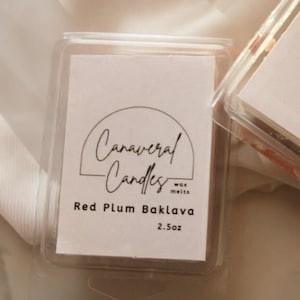 Canaveral
Candles
wax
melts
Red Plum Baklava
2.5oz